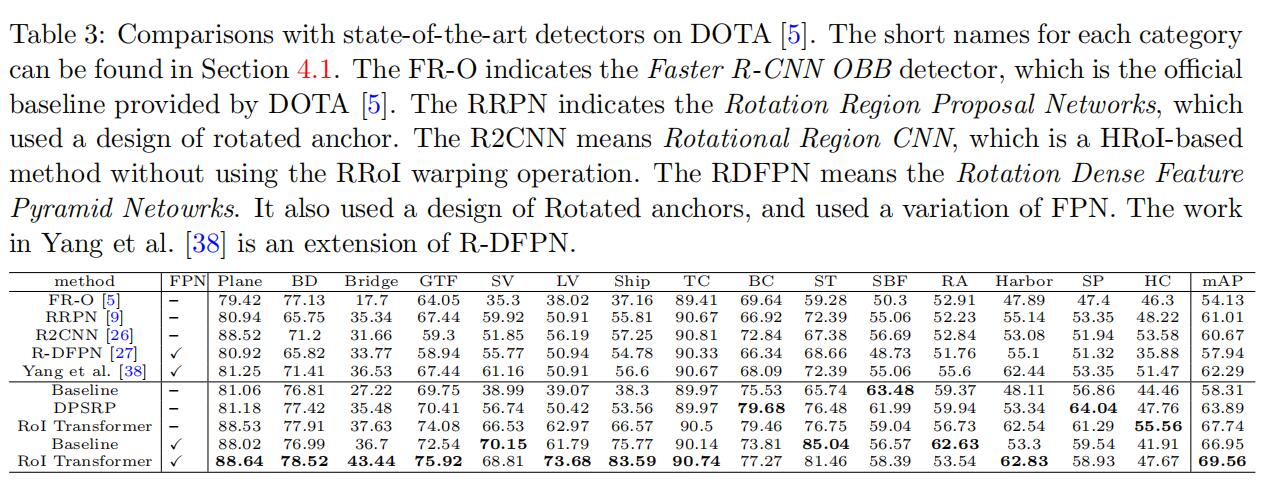 Table 3: Comparisons with state-of-the-art detectors on DOTA [5]. The short names for each category
can be found in Section 4.1. The FR-O indicates the Faster R-CNN OBB detector, which is the official
baseline provided by DOTA [5]. The RRPN indicates the Rotation Region Proposal Networks, which
used a design of rotated anchor. The R2CNN means Rotational Region CNN, which is a HRoI-based
method without using the RRoI warping operation. The RDFPN means the Rotation Dense Feature
Pyramid Netowrks. It also used a design of Rotated anchors, and used a variation of FPN. The work
in Yang et al. [38] is an extension of R-DFPN.
method FPN Plane BD Bridge GTF SV LV Ship TC BC ST SBF RA Harbor SP HC mAP
FR-O [5] – 79.42 77.13 17.7 64.05 35.3 38.02 37.16 89.41 69.64 59.28 50.3 52.91 47.89 47.4 46.3 54.13
RRPN [9] – 80.94 65.75 35.34 67.44 59.92 50.91 55.81 90.67 66.92 72.39 55.06 52.23 55.14 53.35 48.22 61.01
R2CNN [26] – 88.52 71.2 31.66 59.3 51.85 56.19 57.25 90.81 72.84 67.38 56.69 52.84 53.08 51.94 53.58 60.67
R-DFPN [27] ✓ 80.92 65.82 33.77 58.94 55.77 50.94 54.78 90.33 66.34 68.66 48.73 51.76 55.1 51.32 35.88 57.94
Yang et al. [38] ✓ 81.25 71.41 36.53 67.44 61.16 50.91 56.6 90.67 68.09 72.39 55.06 55.6 62.44 53.35 51.47 62.29
Baseline – 81.06 76.81 27.22 69.75 38.99 39.07 38.3 89.97 75.53 65.74 63.48 59.37 48.11 56.86 44.46 58.31
DPSRP – 81.18 77.42 35.48 70.41 56.74 50.42 53.56 89.97 79.68 76.48 61.99 59.94 53.34 64.04 47.76 63.89
RoI Transformer – 88.53 77.91 37.63 74.08 66.53 62.97 66.57 90.5 79.46 76.75 59.04 56.73 62.54 61.29 55.56 67.74
Baseline ✓ 88.02 76.99 36.7 72.54 70.15 61.79 75.77 90.14 73.81 85.04 56.57 62.63 53.3 59.54 41.91 66.95
RoI Transformer ✓ 88.64 78.52 43.44 75.92 68.81 73.68 83.59 90.74 77.27 81.46 58.39 53.54 62.83 58.93 47.67 69.56